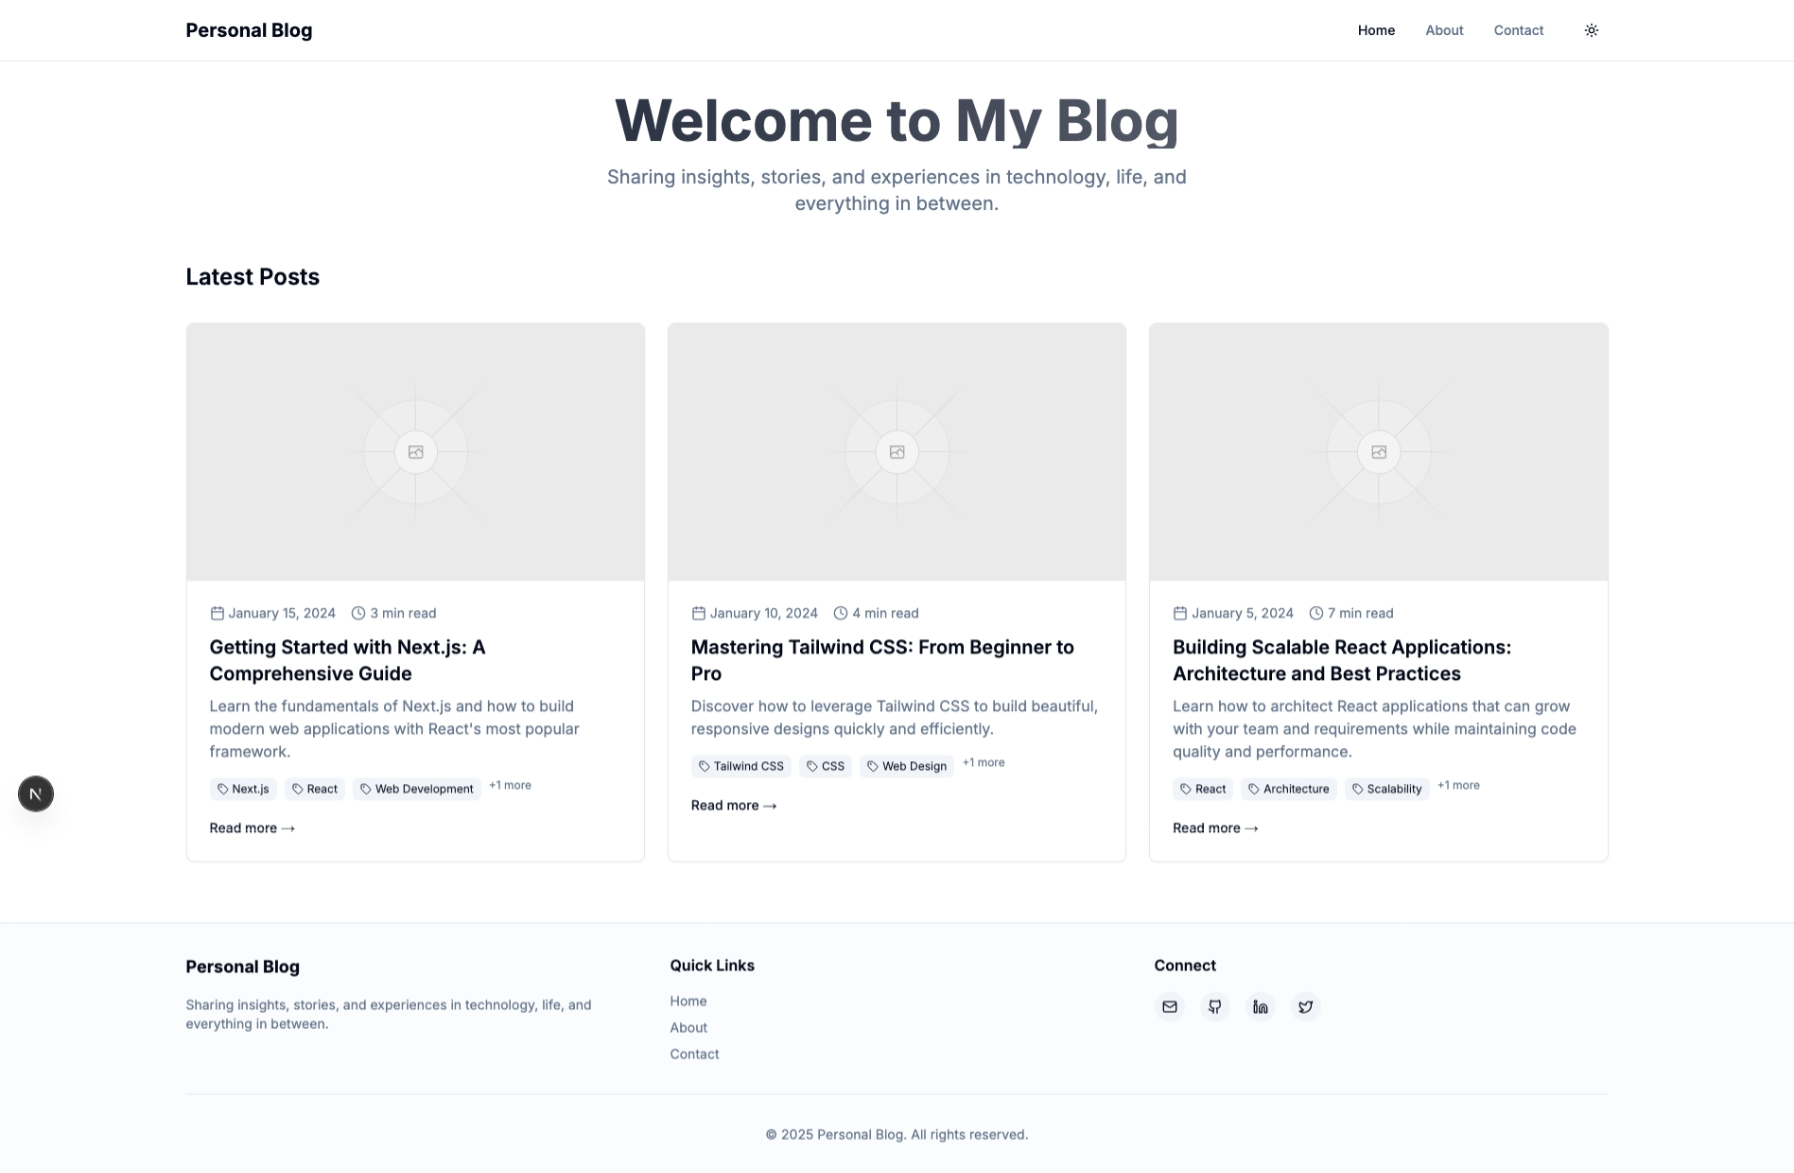 Personal Blog
Home About Contact
Welcome to My Blog
Sharing insights, stories, and experiences in technology, life, and
everything in between.
Latest Posts
January 15, 2024 3 min read
Getting Started with Next.js: A
Comprehensive Guide
Learn the fundamentals of Next.js and how to build
modern web applications with React's most popular
framework.
Next.js React Web Development +1 more
Read more →
January 10, 2024 4 min read
Mastering Tailwind CSS: From Beginner to
Pro
Discover how to leverage Tailwind CSS to build beautiful,
responsive designs quickly and efficiently.
Tailwind CSS CSS Web Design +1 more
Read more →
January 5, 2024 7 min read
Building Scalable React Applications:
Architecture and Best Practices
Learn how to architect React applications that can grow
with your team and requirements while maintaining code
quality and performance.
React Architecture Scalability +1 more
Read more →
N
Personal Blog
Sharing insights, stories, and experiences in technology, life, and
everything in between.
Quick Links
Home
About
Contact
Connect
© 2025 Personal Blog. All rights reserved.